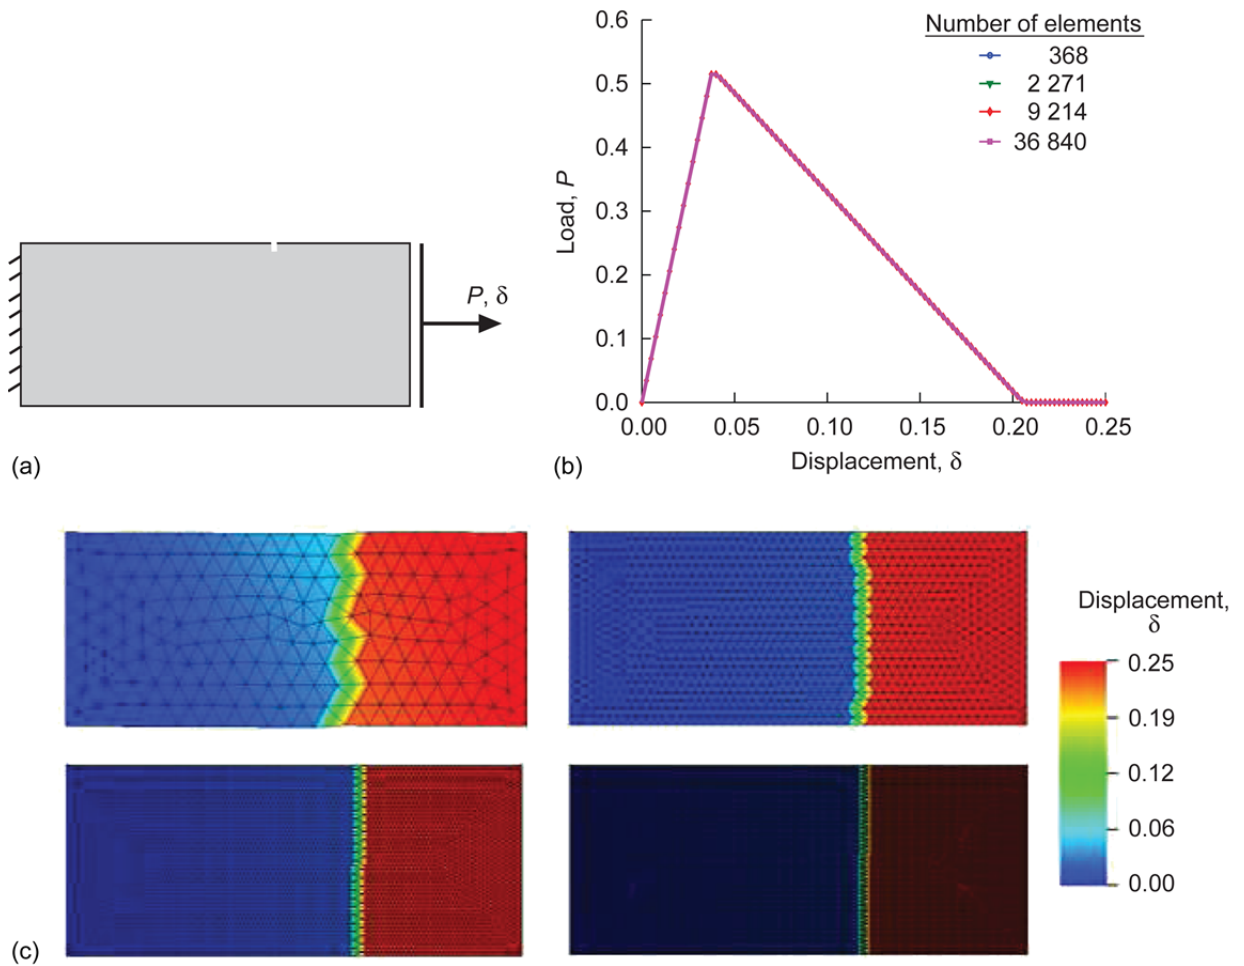 P, δ
(a)
Number of elements
368
2 271
9 214
36 840
Load, P
0.6
0.5
0.4
0.3
0.2
0.1
0.0
0.00 0.05 0.10 0.15 0.20 0.25
Displacement, δ
(b)
Displacement,
δ
0.25
0.19
0.12
0.06
0.00
(c)